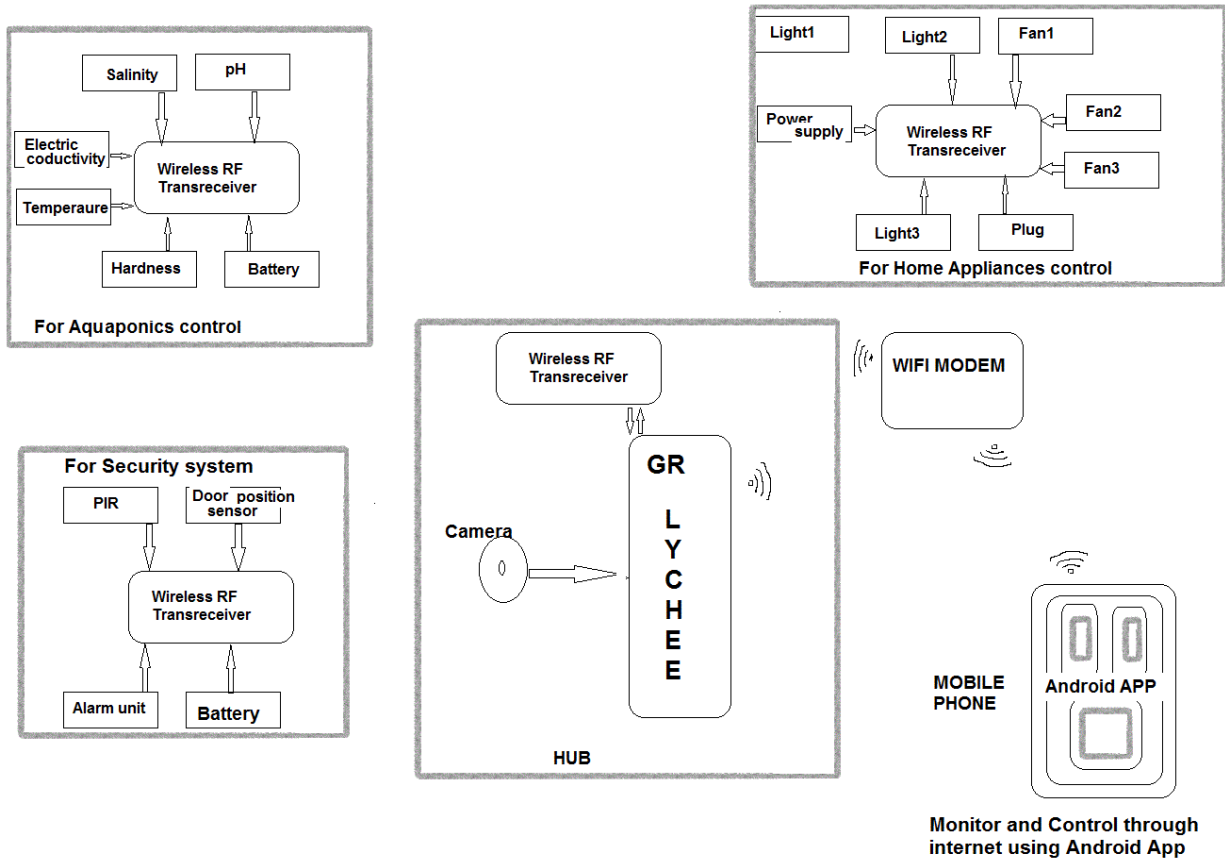 Salinity
pH
Electric
coductivity
Wireless RF
Transreceiver
Temperaure
Hardness
Battery
For Aquaponics control
Light1
Light2
Fan1
Power
supply
Wireless RF
Transreceiver
Fan2
Fan3
Light3
Plug
For Home Appliances control
For Security system
PIR
Door position
sensor
Wireless RF
Transreceiver
Alarm unit
Battery
Wireless RF
Transreceiver
GR
L
Y
C
H
E
E
Camera
HUB
WIFI MODEM
MOBILE
PHONE
Android APP
Monitor and Control through
internet using Android App